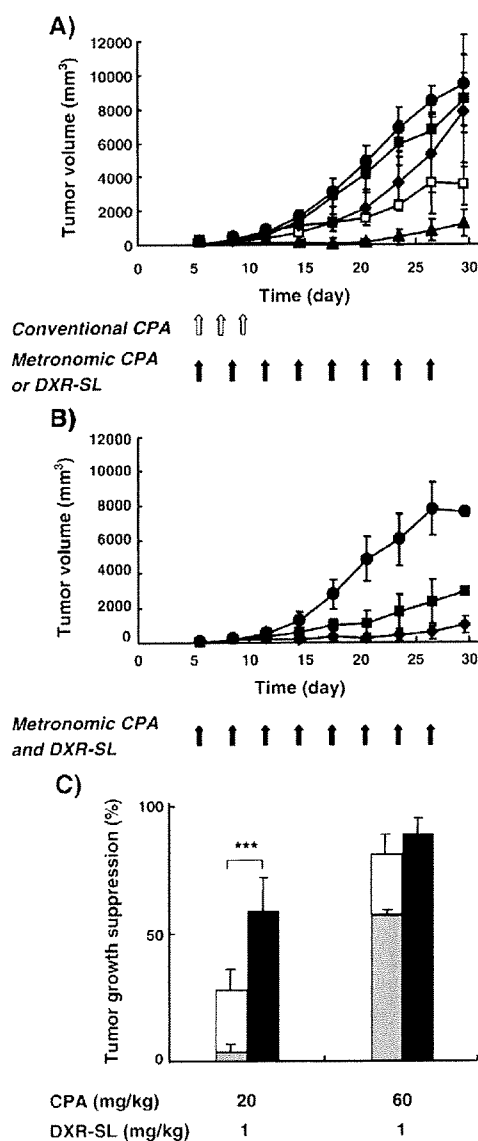 A)
12000
10000
8000
6000
4000
2000
0
Tumor volume (mm³)
0 5 10 15 20 25 30
Time (day)
Conventional CPA
Metronomic CPA
or DXR-SL
B)
12000
10000
8000
6000
4000
2000
0
Tumor volume (mm³)
0 5 10 15 20 25 30
Time (day)
Metronomic CPA
and DXR-SL
C)
100
50
0
Tumor growth suppression (%)
***
CPA (mg/kg) 20 60
DXR-SL (mg/kg) 1 1